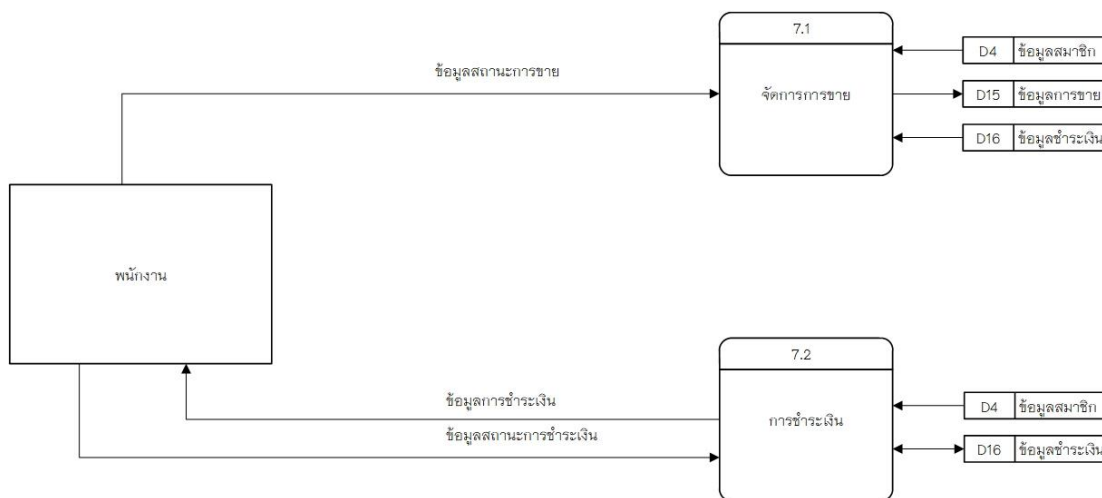 7.1
ข้อมูลสถานะการขาย
จัดการการขาย
D4 ข้อมูลสมาชิก
D15 ข้อมูลการขาย
D16 ข้อมูลชำระเงิน
พนักงาน
7.2
ข้อมูลการชำระเงิน
ข้อมูลสถานะการชำระเงิน
การชำระเงิน
D4 ข้อมูลสมาชิก
D16 ข้อมูลชำระเงิน